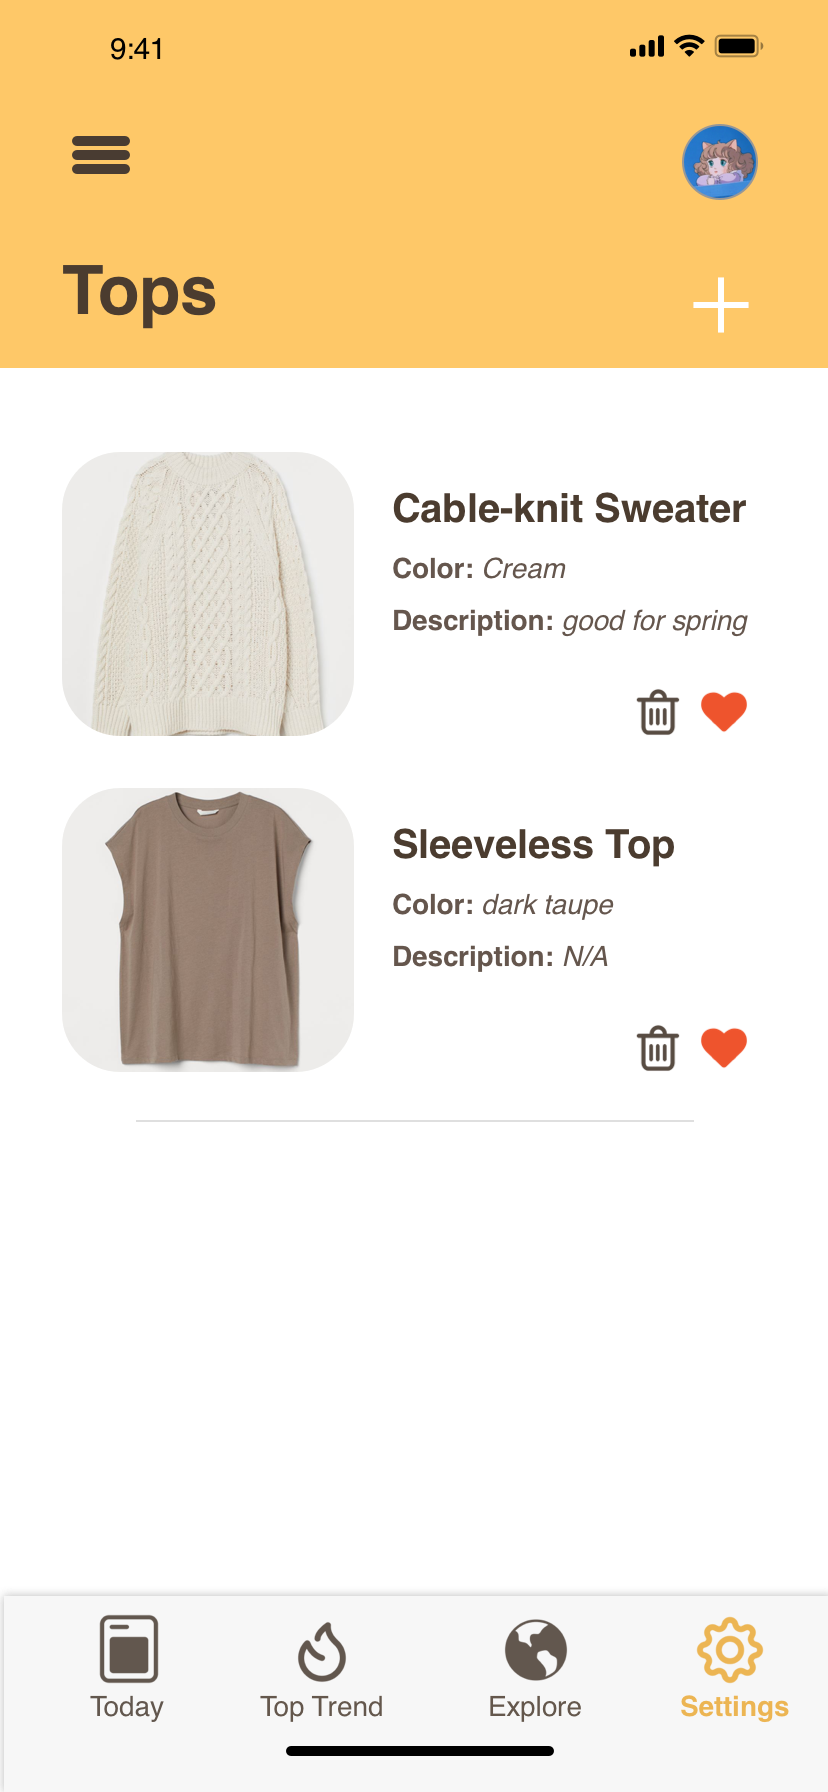 9:41
Tops
Cable-knit Sweater
Color: Cream
Description: good for spring
Sleeveless Top
Color: dark taupe
Description: N/A
Today
Top Trend
Explore
Settings